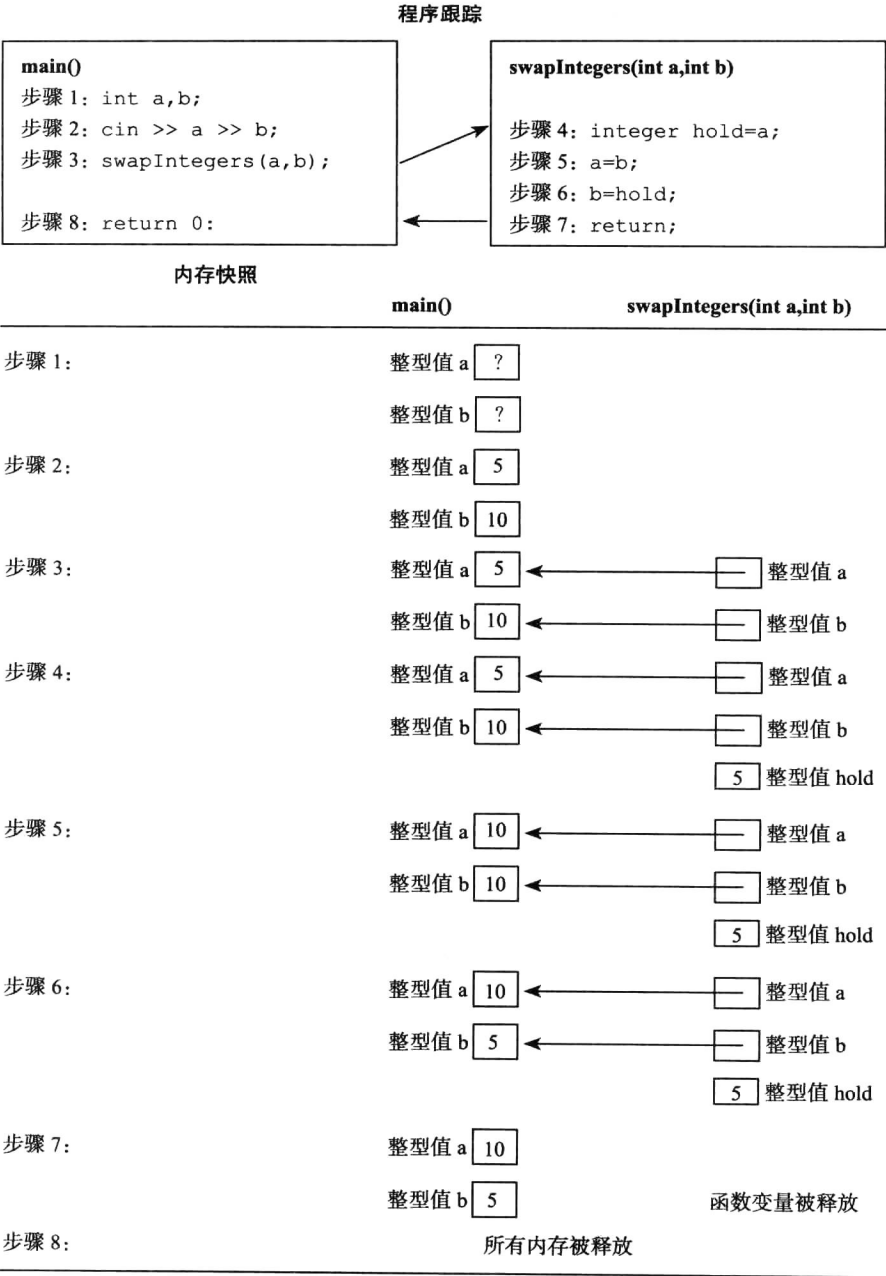 程序跟踪
main()
步骤 1: int a,b;
步骤 2: cin >> a >> b;
步骤 3: swapIntegers(a,b);
步骤 8: return 0:
swapIntegers(int a,int b)
步骤 4: integer hold=a;
步骤 5: a=b;
步骤 6: b=hold;
步骤 7: return;
内存快照
main() swapIntegers(int a,int b)
步骤 1: 整型值 a ?
整型值 b ?
步骤 2: 整型值 a 5
整型值 b 10
步骤 3: 整型值 a 5 整型值 a
整型值 b 10 整型值 b
步骤 4: 整型值 a 5 整型值 a
整型值 b 10 整型值 b
5 整型值 hold
步骤 5: 整型值 a 10 整型值 a
整型值 b 10 整型值 b
5 整型值 hold
步骤 6: 整型值 a 10 整型值 a
整型值 b 5 整型值 b
5 整型值 hold
步骤 7: 整型值 a 10
整型值 b 5 函数变量被释放
步骤 8: 所有内存被释放